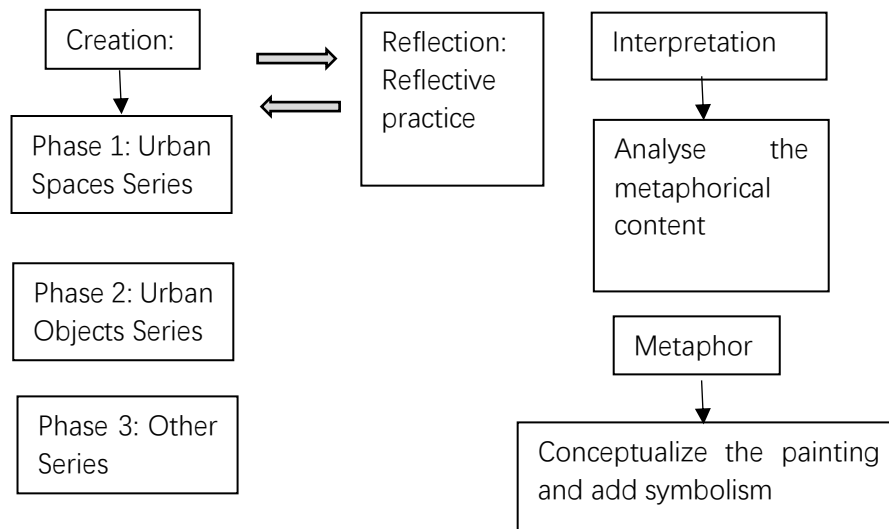 Creation:
Phase 1: Urban
Spaces Series
Phase 2: Urban
Objects Series
Phase 3: Other
Series
Reflection:
Reflective
practice
Interpretation
Analyse the
metaphorical
content
Metaphor
Conceptualize the painting
and add symbolism